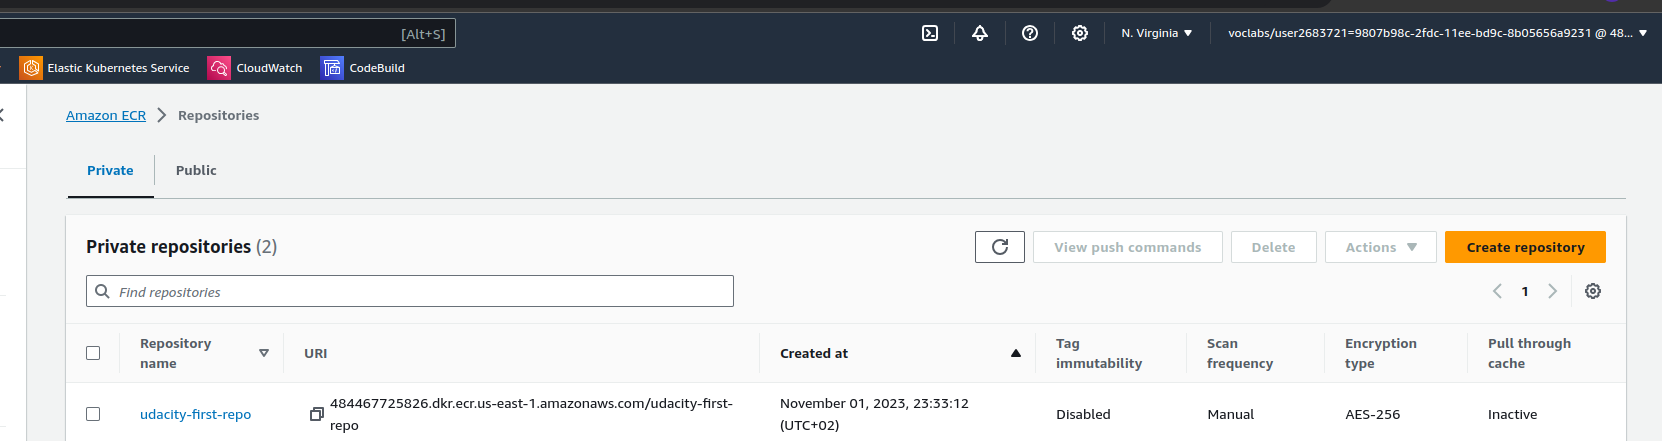 [Alt+S]
N. Virginia
voclabs/user2683721=9807b98c-2fdc-11ee-bd9c-8b05656a9231 @ 48...
Elastic Kubernetes Service
CloudWatch
CodeBuild
Amazon ECR
Repositories
Private
Public
Private repositories (2)
View push commands
Delete
Actions
Create repository
Find repositories
1
Repository
name
URI
Created at
Tag
immutability
Scan
frequency
Encryption
type
Pull through
cache
udacity-first-repo
484467725826.dkr.ecr.us-east-1.amazonaws.com/udacity-first-
repo
November 01, 2023, 23:33:12
(UTC+02)
Disabled
Manual
AES-256
Inactive